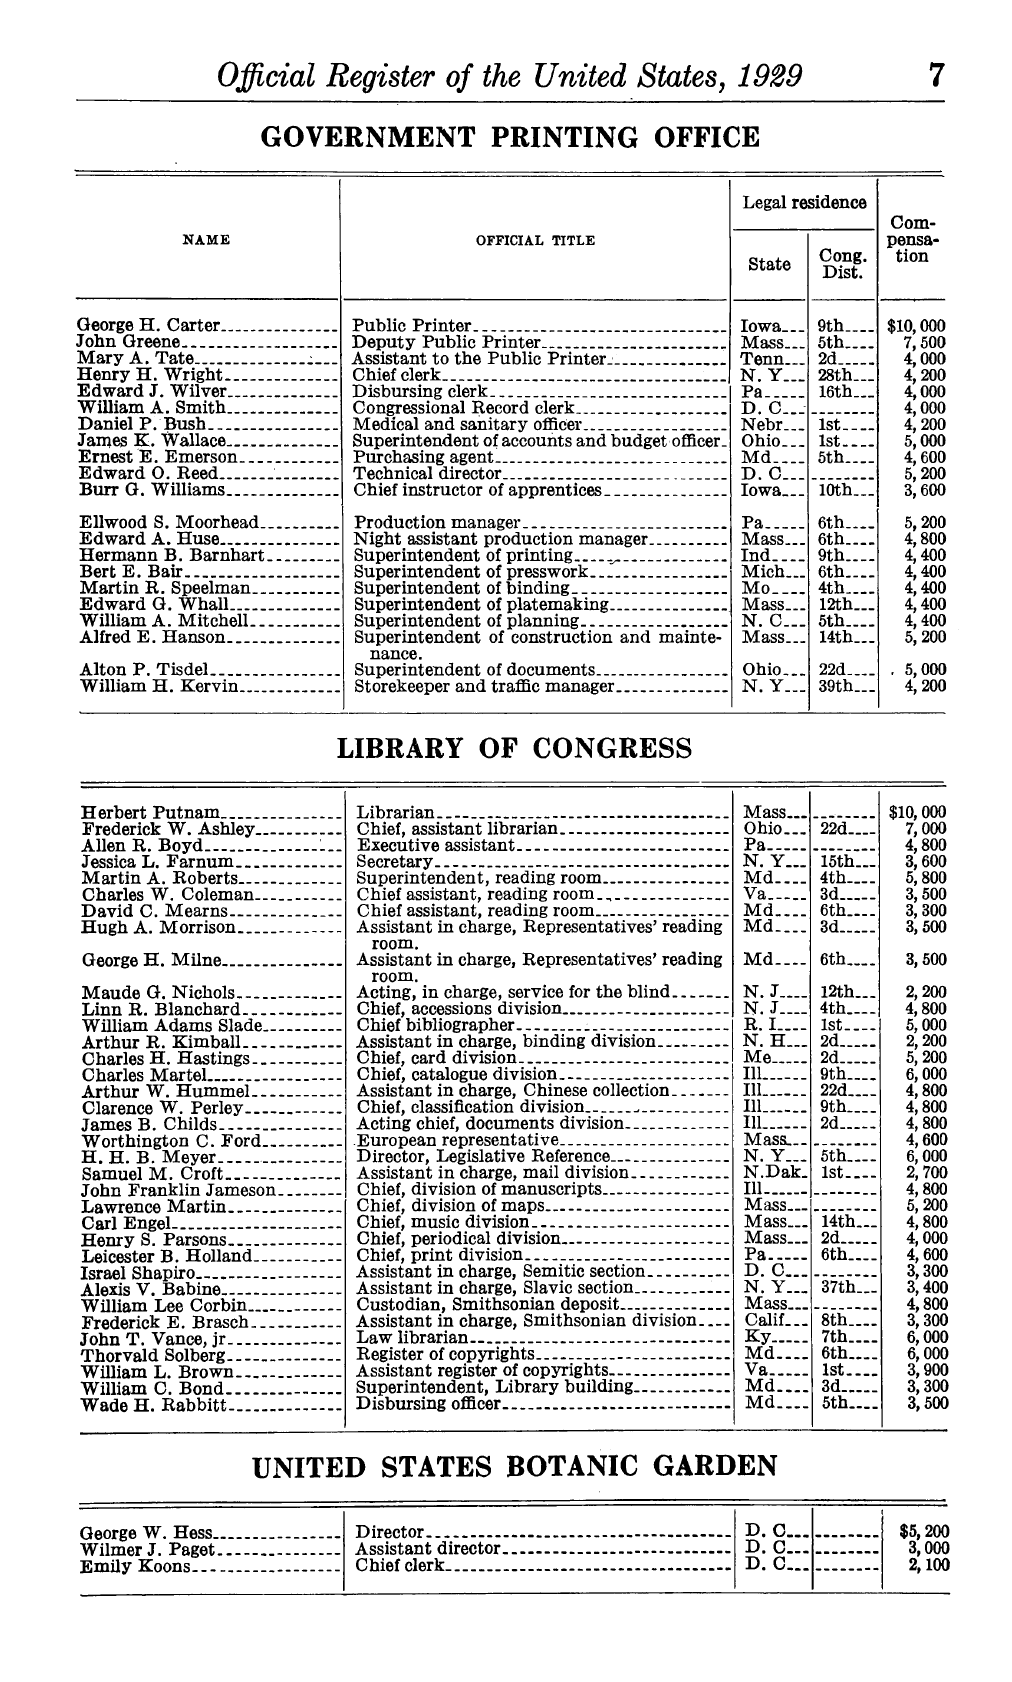 Official Register of the United States, 1929 7
GOVERNMENT PRINTING OFFICE
NAME OFFICIAL TITLE Legal residence Com-pensa-tion
State Cong. Dist.
George H. Carter Public Printer Iowa 9th $10,000
John Greene Deputy Public Printer Mass 5th 7,500
Mary A. Tate Assistant to the Public Printer Tenn 2d 4,000
Henry H. Wright Chief clerk N. Y 28th 4,200
Edward J. Wilver Disbursing clerk Pa 16th 4,000
William A. Smith Congressional Record clerk D. C 4,000
Daniel P. Bush Medical and sanitary officer Nebr 1st 4,200
James K. Wallace Superintendent of accounts and budget officer Ohio 1st 5,000
Ernest E. Emerson Purchasing agent Md 5th 4,600
Edward O. Reed Technical director D. C 5,200
Burr G. Williams Chief instructor of apprentices Iowa 10th 3,600
Ellwood S. Moorhead Production manager Pa 6th 5,200
Edward A. Huse Night assistant production manager Mass 6th 4,800
Hermann B. Barnhart Superintendent of printing Ind 9th 4,400
Bert E. Bair Superintendent of presswork Mich 6th 4,400
Martin R. Speelman Superintendent of binding Mo 4th 4,400
Edward G. Whall Superintendent of platemaking Mass 12th 4,400
William A. Mitchell Superintendent of planning N. C 5th 4,400
Alfred E. Hanson Superintendent of construction and mainte- Mass 14th 5,200
nance.
Alton P. Tisdel Superintendent of documents Ohio 22d 5,000
William H. Kervin Storekeeper and traffic manager N. Y 39th 4,200
LIBRARY OF CONGRESS
Herbert Putnam Librarian Mass $10,000
Frederick W. Ashley Chief, assistant librarian Ohio 22d 7,000
Allen R. Boyd Executive assistant Pa 4,800
Jessica L. Farnum Secretary N. Y 15th 3,600
Martin A. Roberts Superintendent, reading room Md 4th 5,800
Charles W. Coleman Chief assistant, reading room Va 3d 3,500
David C. Mearns Chief assistant, reading room Md 6th 3,300
Hugh A. Morrison Assistant in charge, Representatives' reading Md 3d 3,500
room.
George H. Milne Assistant in charge, Representatives' reading Md 6th 3,500
room.
Maude G. Nichols Acting, in charge, service for the blind N. J 12th 2,200
Linn R. Blanchard Chief, accessions division N. J 4th 4,800
William Adams Slade Chief bibliographer R. I 1st 5,000
Arthur R. Kimball Assistant in charge, binding division N. H 2d 2,200
Charles H. Hastings Chief, card division Me 2d 5,200
Charles Martel Chief, catalogue division Ill 9th 6,000
Arthur W. Hummel Assistant in charge, Chinese collection Ill 22d 4,800
Clarence W. Perley Chief, classification division Ill 9th 4,800
James B. Childs Acting chief, documents division Ill 2d 4,800
Worthington C. Ford European representative Mass 4,600
H. H. B. Meyer Director, Legislative Reference N. Y 5th 6,000
Samuel M. Croft Assistant in charge, mail division N.Dak 1st 2,700
John Franklin Jameson Chief, division of manuscripts Ill 4,800
Lawrence Martin Chief, division of maps Mass 5,200
Carl Engel Chief, music division Mass 14th 4,800
Henry S. Parsons Chief, periodical division Mass 2d 4,000
Leicester B. Holland Chief, print division Pa 6th 4,600
Israel Shapiro Assistant in charge, Semitic section D. C 3,300
Alexis V. Babine Assistant in charge, Slavic section N. Y 37th 3,400
William Lee Corbin Custodian, Smithsonian deposit Mass 4,800
Frederick E. Brasch Assistant in charge, Smithsonian division Calif 8th 3,300
John T. Vance, jr Law librarian Ky 7th 6,000
Thorvald Solberg Register of copyrights Md 6th 6,000
William L. Brown Assistant register of copyrights Va 1st 3,900
William C. Bond Superintendent, Library building Md 3d 3,300
Wade H. Rabbitt Disbursing officer Md 5th 3,500
UNITED STATES BOTANIC GARDEN
George W. Hess Director D. C $5,200
Wilmer J. Paget Assistant director D. C 3,000
Emily Koons Chief clerk D. C 2,100